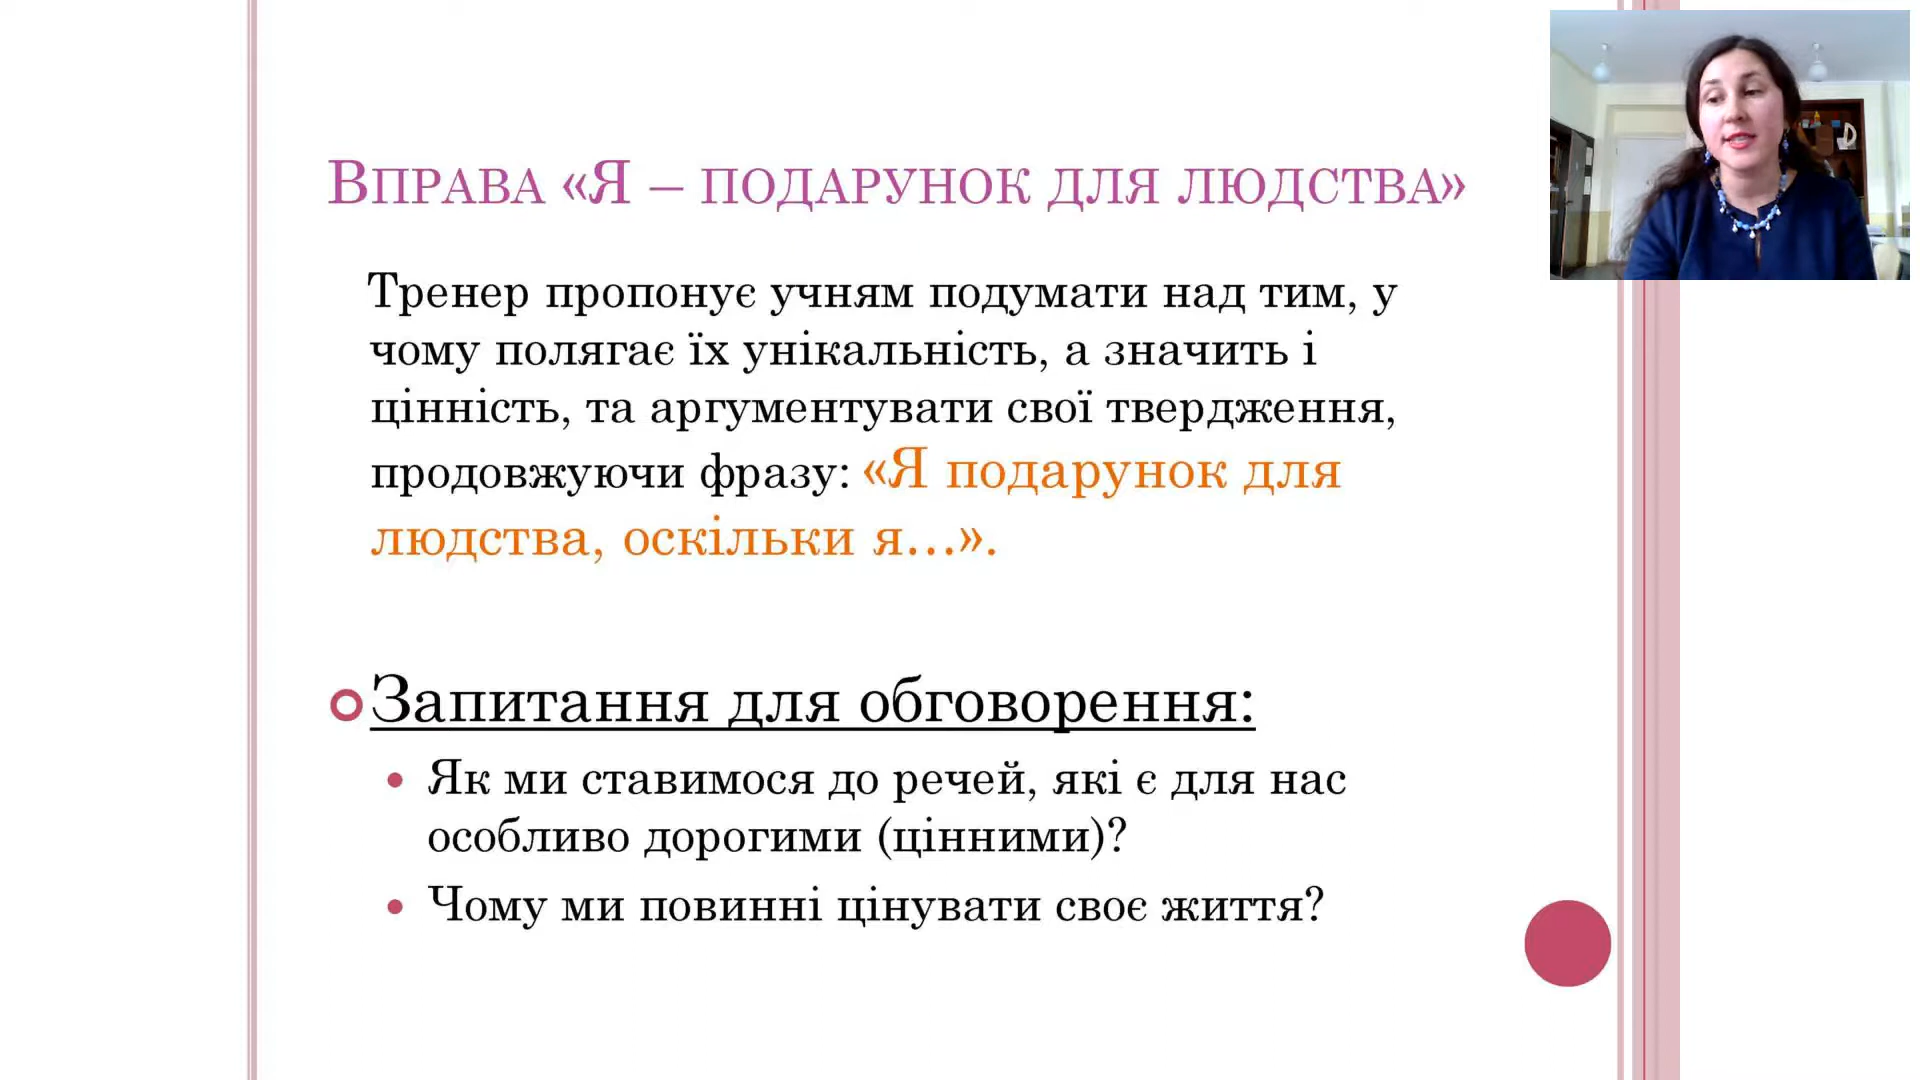 Вправа «Я – подарунок для людства»
Тренер пропонує учням подумати над тим, у
чому полягає їх унікальність, а значить і
цінність, та аргументувати свої твердження,
продовжуючи фразу: «Я подарунок для
людства, оскільки я...».
Запитання для обговорення:
Як ми ставимося до речей, які є для нас
особливо дорогими (цінними)?
Чому ми повинні цінувати своє життя?